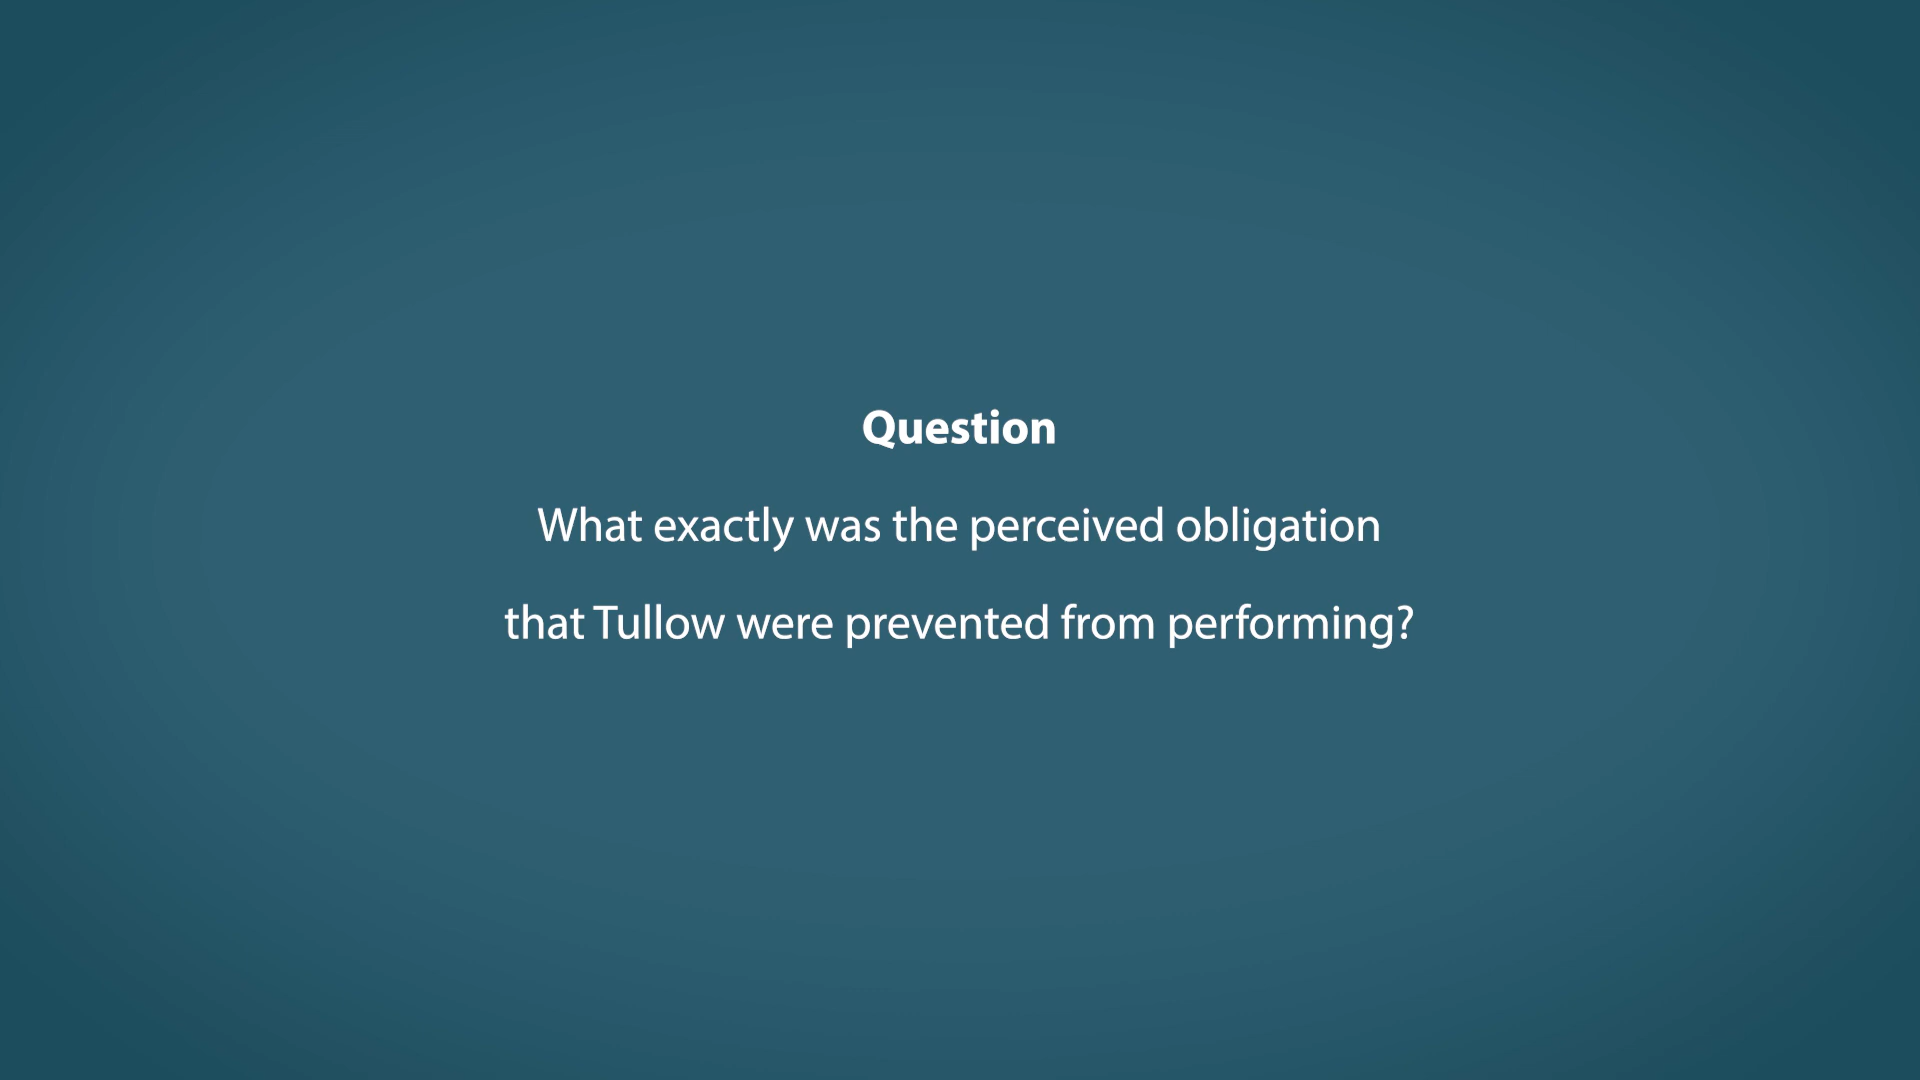 Question
What exactly was the perceived obligation
that Tullow were prevented from performing?